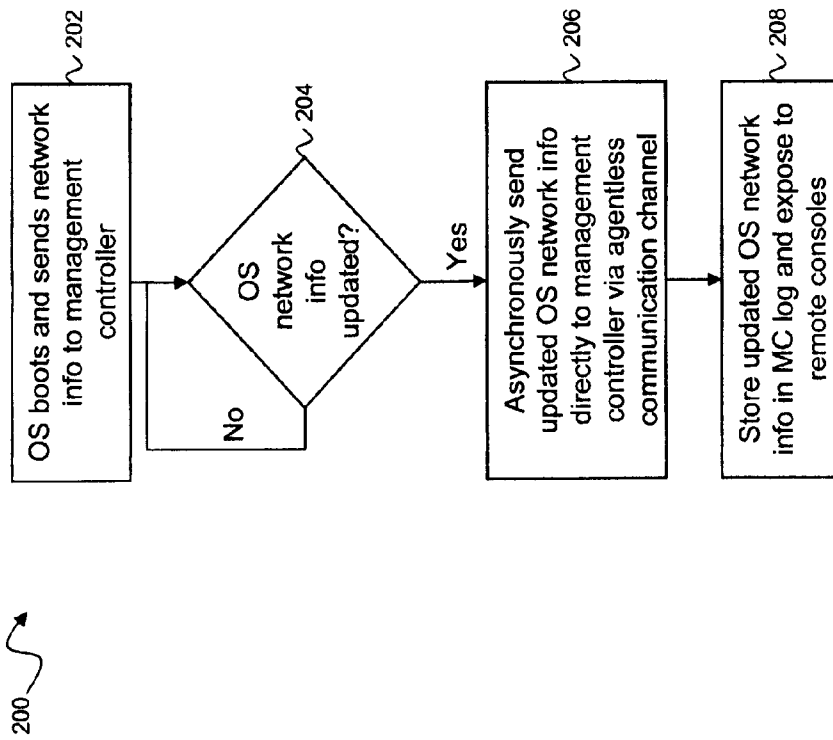 200
OS boots and sends network
info to management
controller
202
OS
network
info
updated?
204
No
Yes
Asynchronously send
updated OS network info
directly to management
controller via agentless
communication channel
206
Store updated OS network
info in MC log and expose to
remote consoles
208